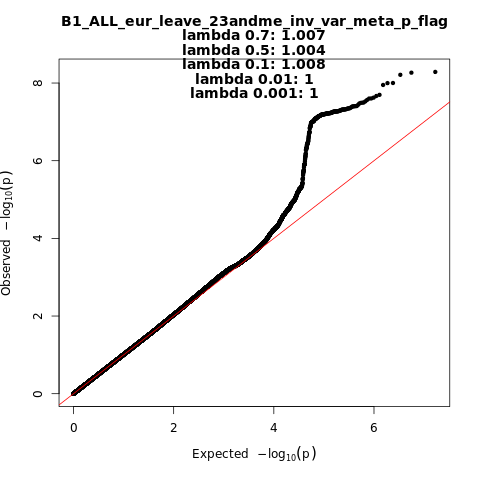 B1_ALL_eur_leave_23andme_inv_var_meta_p_flag
lambda 0.7: 1.007
lambda 0.5: 1.004
lambda 0.1: 1.008
lambda 0.01: 1
lambda 0.001: 1
8
6
4
2
0
Observed −log10(p)
0 2 4 6
Expected −log10(p)